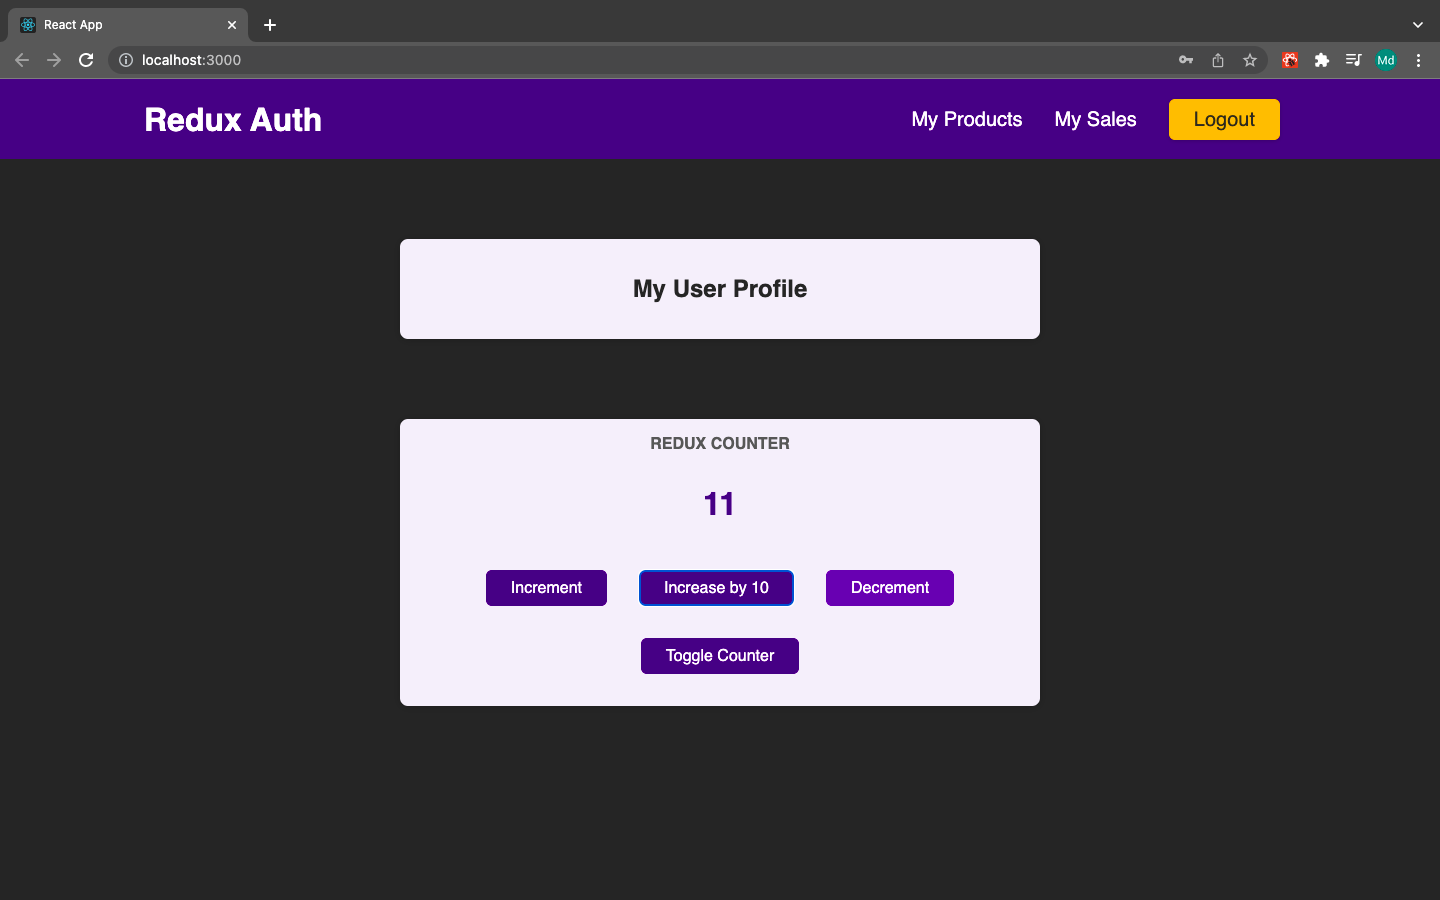 React App
localhost:3000
Md
Redux Auth
My Products
My Sales
Logout
My User Profile
REDUX COUNTER
11
Increment
Increase by 10
Decrement
Toggle Counter